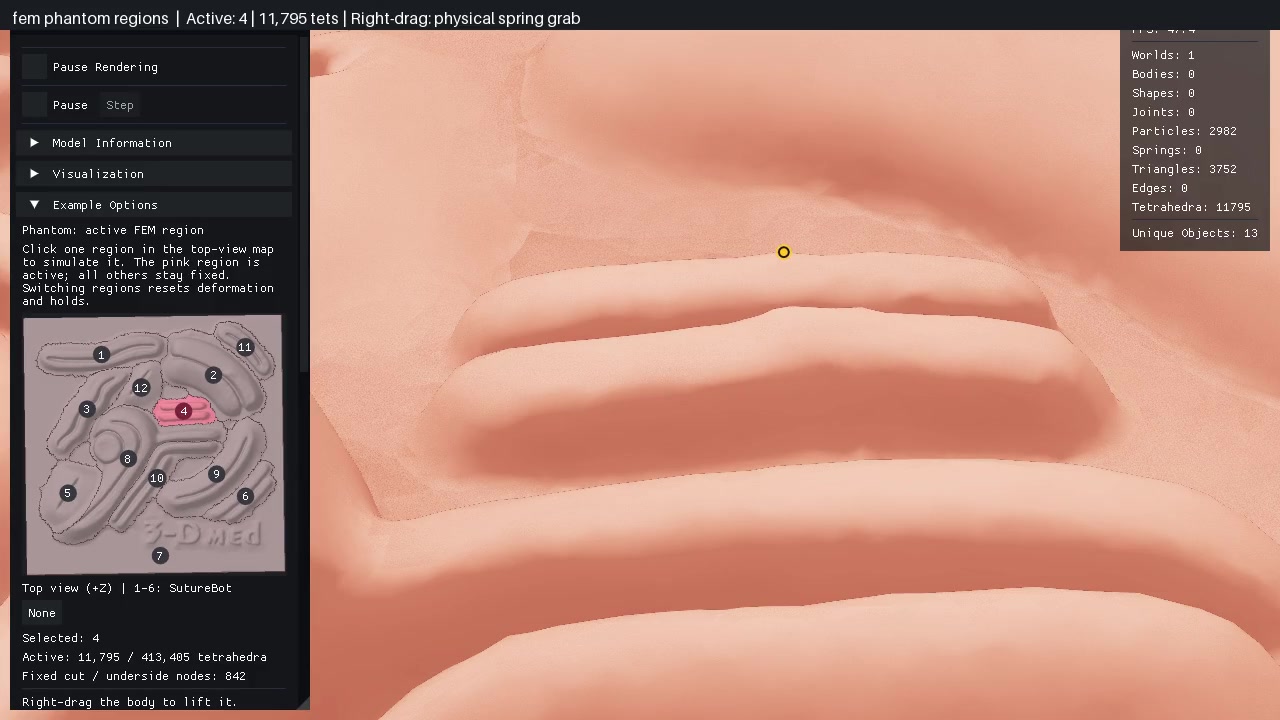 fem phantom regions | Active: 4 | 11,795 tets | Right-drag: physical spring grab
Pause Rendering
Pause Step
Model Information
Visualization
Example Options
Phantom: active FEM region
Click one region in the top-view map
to simulate it. The pink region is
active; all others stay fixed.
Switching regions resets deformation
and holds.
1
11
2
12
3
4
8
9
10
5
6
3-D MED
7
Top view (+Z) | 1-6: SutureBot
None
Selected: 4
Active: 11,795 / 413,405 tetrahedra
Fixed cut / underside nodes: 842
Right-drag the body to lift it.
Worlds: 1
Bodies: 0
Shapes: 0
Joints: 0
Particles: 2982
Springs: 0
Triangles: 3752
Edges: 0
Tetrahedra: 11795
Unique Objects: 13